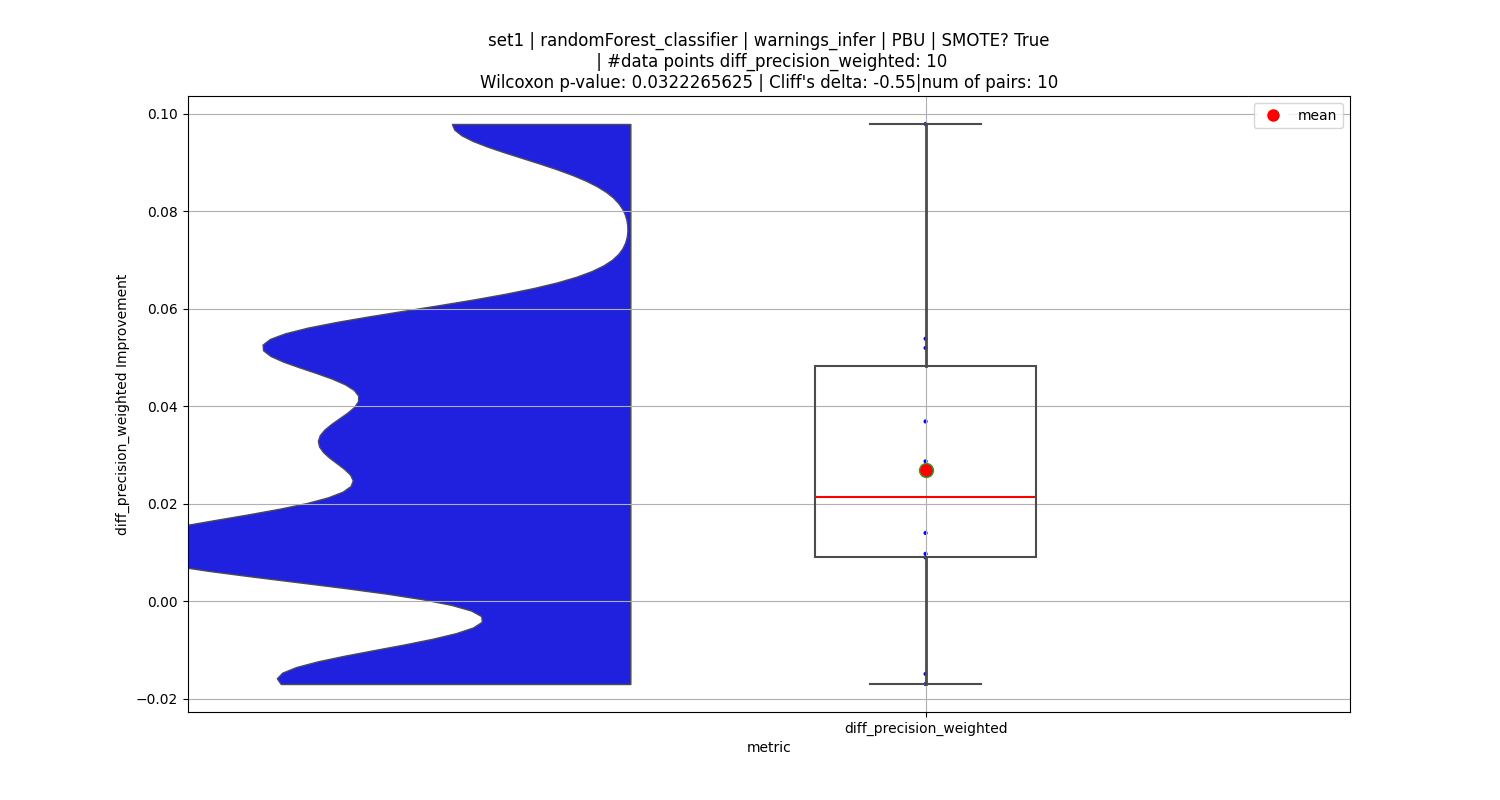 set1 | randomForest_classifier | warnings_infer | PBU | SMOTE? True
| #data points diff_precision_weighted: 10
Wilcoxon p-value: 0.0322265625 | Cliff's delta: -0.55|num of pairs: 10
mean
0.10
0.08
0.06
0.04
0.02
0.00
−0.02
diff_precision_weighted Improvement
diff_precision_weighted
metric